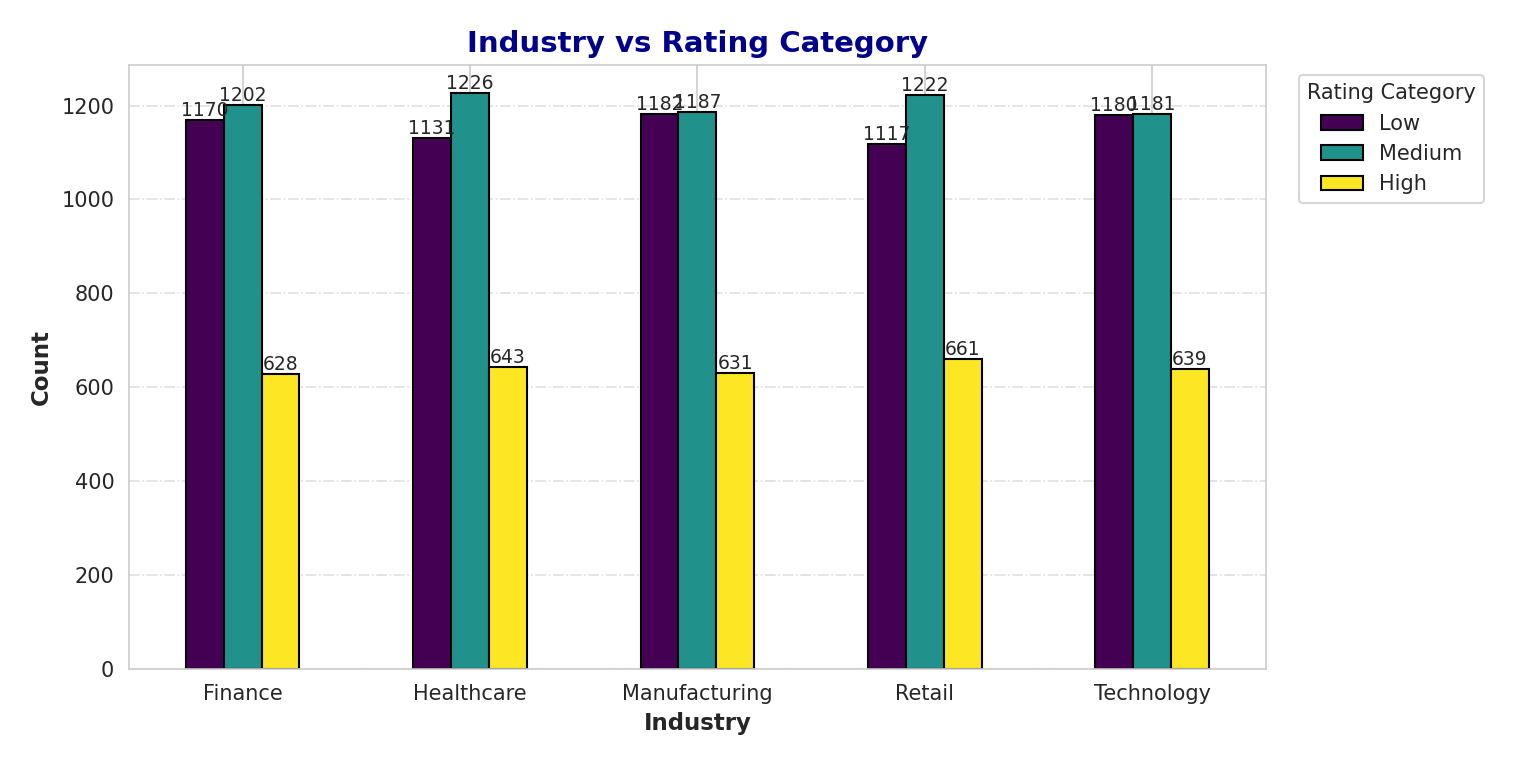 Industry vs Rating Category
Count
1200
1000
800
600
400
200
0
1170
1202
628
1131
1226
643
1182
1187
631
1117
1222
661
1180
1181
639
Finance
Healthcare
Manufacturing
Retail
Technology
Industry
Rating Category
Low
Medium
High